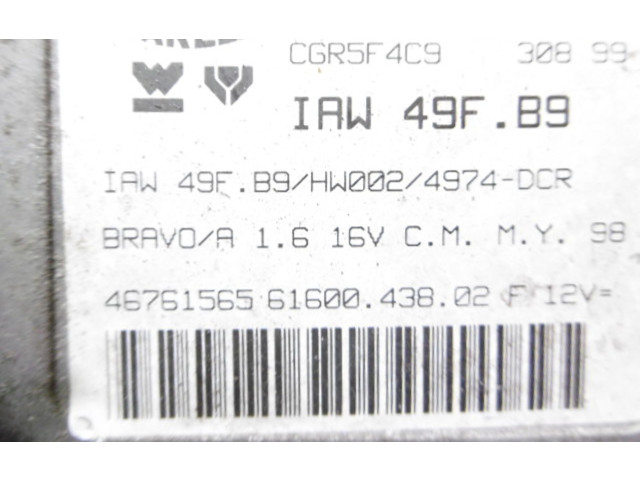 CGR5F4C9 308 99
IAW 49F.B9
IAW 49F.B9/HW002/4974-DCR
BRAVO/A 1.6 16V C.M. M.Y. 98
46761565 61600.438.02 F 12V=